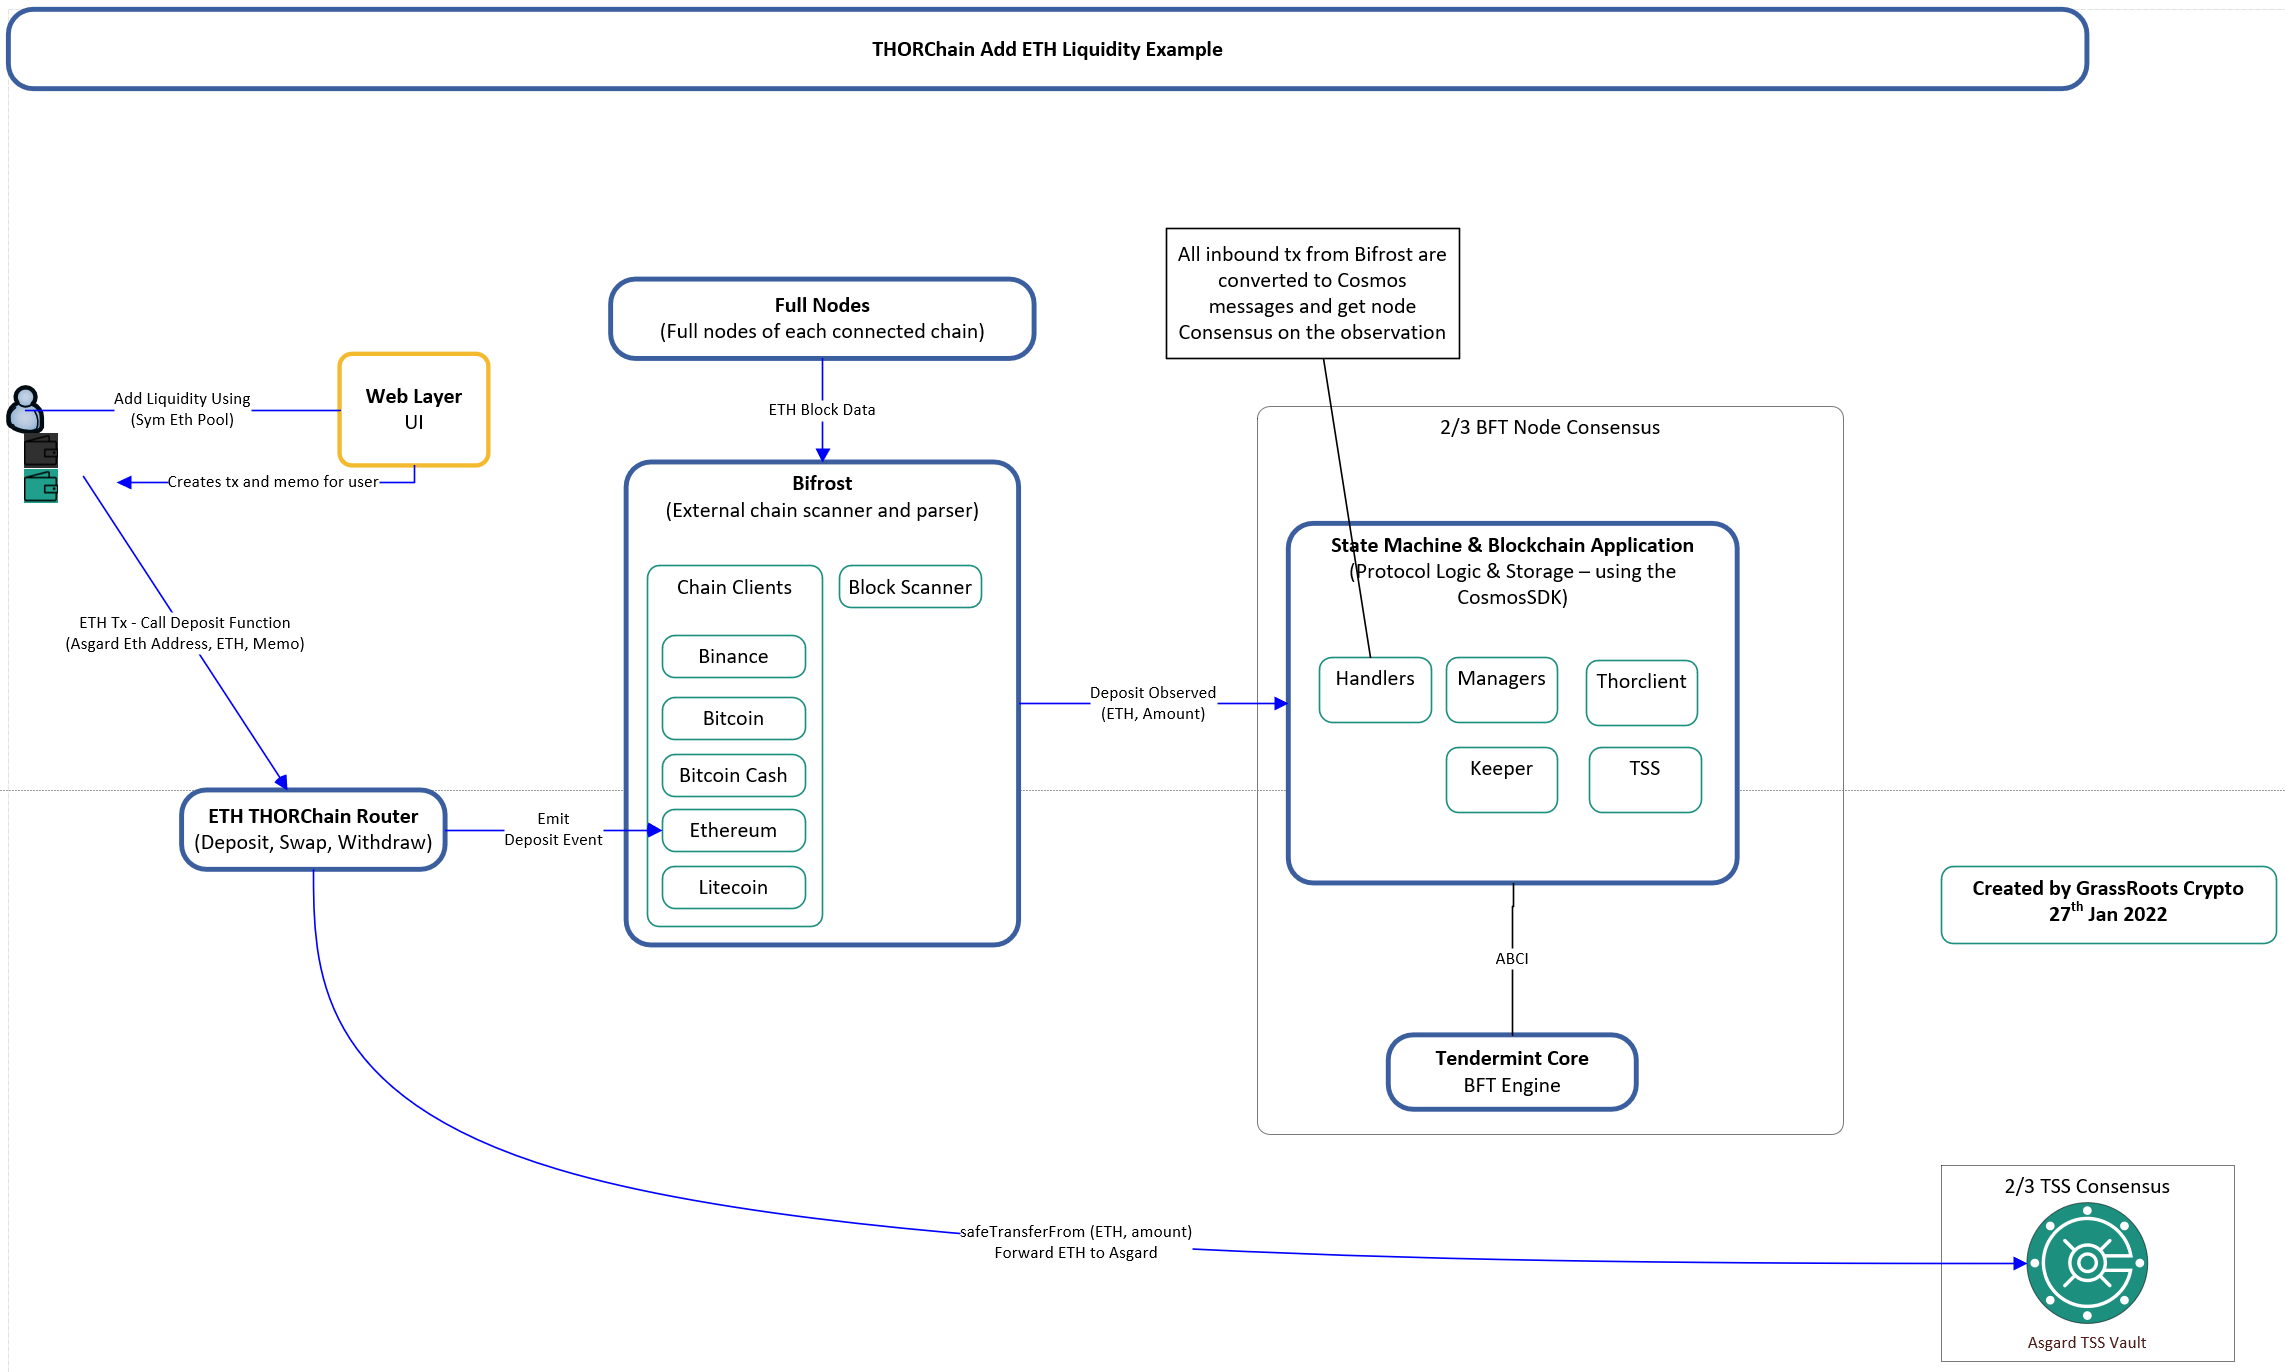 THORChain Add ETH Liquidity Example
All inbound tx from Bifrost are
converted to Cosmos
messages and get node
Consensus on the observation
Full Nodes
(Full nodes of each connected chain)
Add Liquidity Using
(Sym Eth Pool)
Web Layer
UI
ETH Block Data
Creates tx and memo for user
Bifrost
(External chain scanner and parser)
Chain Clients
Block Scanner
Binance
Bitcoin
Bitcoin Cash
Ethereum
Litecoin
2/3 BFT Node Consensus
State Machine & Blockchain Application
(Protocol Logic & Storage – using the
CosmosSDK)
Handlers
Managers
Thorclient
Keeper
TSS
ETH Tx - Call Deposit Function
(Asgard Eth Address, ETH, Memo)
Deposit Observed
(ETH, Amount)
ETH THORChain Router
(Deposit, Swap, Withdraw)
Emit
Deposit Event
ABCI
Tendermint Core
BFT Engine
Created by GrassRoots Crypto
27th Jan 2022
safeTransferFrom (ETH, amount)
Forward ETH to Asgard
2/3 TSS Consensus
Asgard TSS Vault